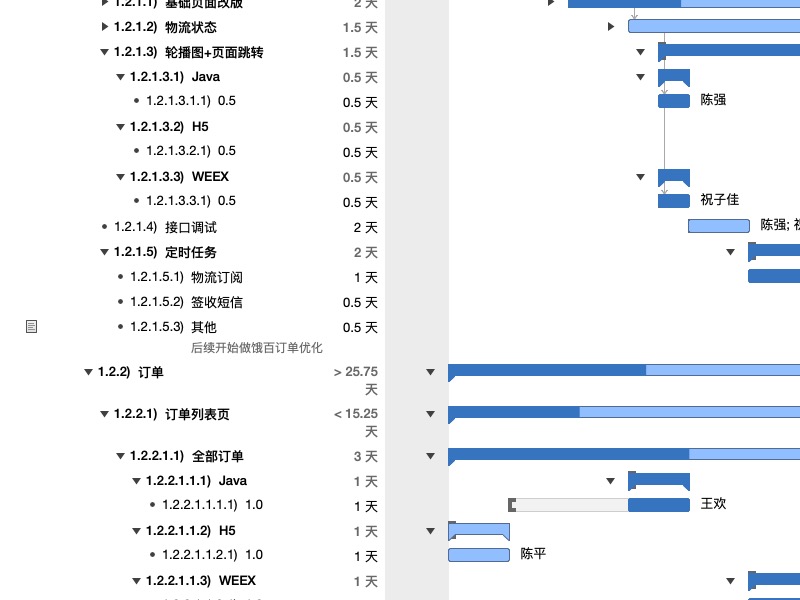 1.2.1.1) 基础页面改版 2 天
1.2.1.2) 物流状态 1.5 天
1.2.1.3) 轮播图+页面跳转 1.5 天
1.2.1.3.1) Java 0.5 天
1.2.1.3.1.1) 0.5 0.5 天 陈强
1.2.1.3.2) H5 0.5 天
1.2.1.3.2.1) 0.5 0.5 天
1.2.1.3.3) WEEX 0.5 天
1.2.1.3.3.1) 0.5 0.5 天 祝子佳
1.2.1.4) 接口调试 2 天 陈强;
1.2.1.5) 定时任务 2 天
1.2.1.5.1) 物流订阅 1 天
1.2.1.5.2) 签收短信 0.5 天
1.2.1.5.3) 其他 0.5 天
后续开始做饿百订单优化
1.2.2) 订单 > 25.75
天
1.2.2.1) 订单列表页 < 15.25
天
1.2.2.1.1) 全部订单 3 天
1.2.2.1.1.1) Java 1 天
1.2.2.1.1.1.1) 1.0 1 天 王欢
1.2.2.1.1.2) H5 1 天
1.2.2.1.1.2.1) 1.0 1 天 陈平
1.2.2.1.1.3) WEEX 1 天